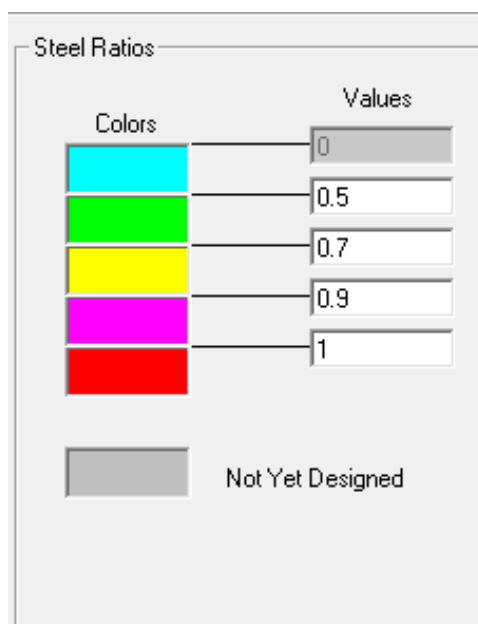 Steel Ratios
Values
Colors
0
0.5
0.7
0.9
1
Not Yet Designed